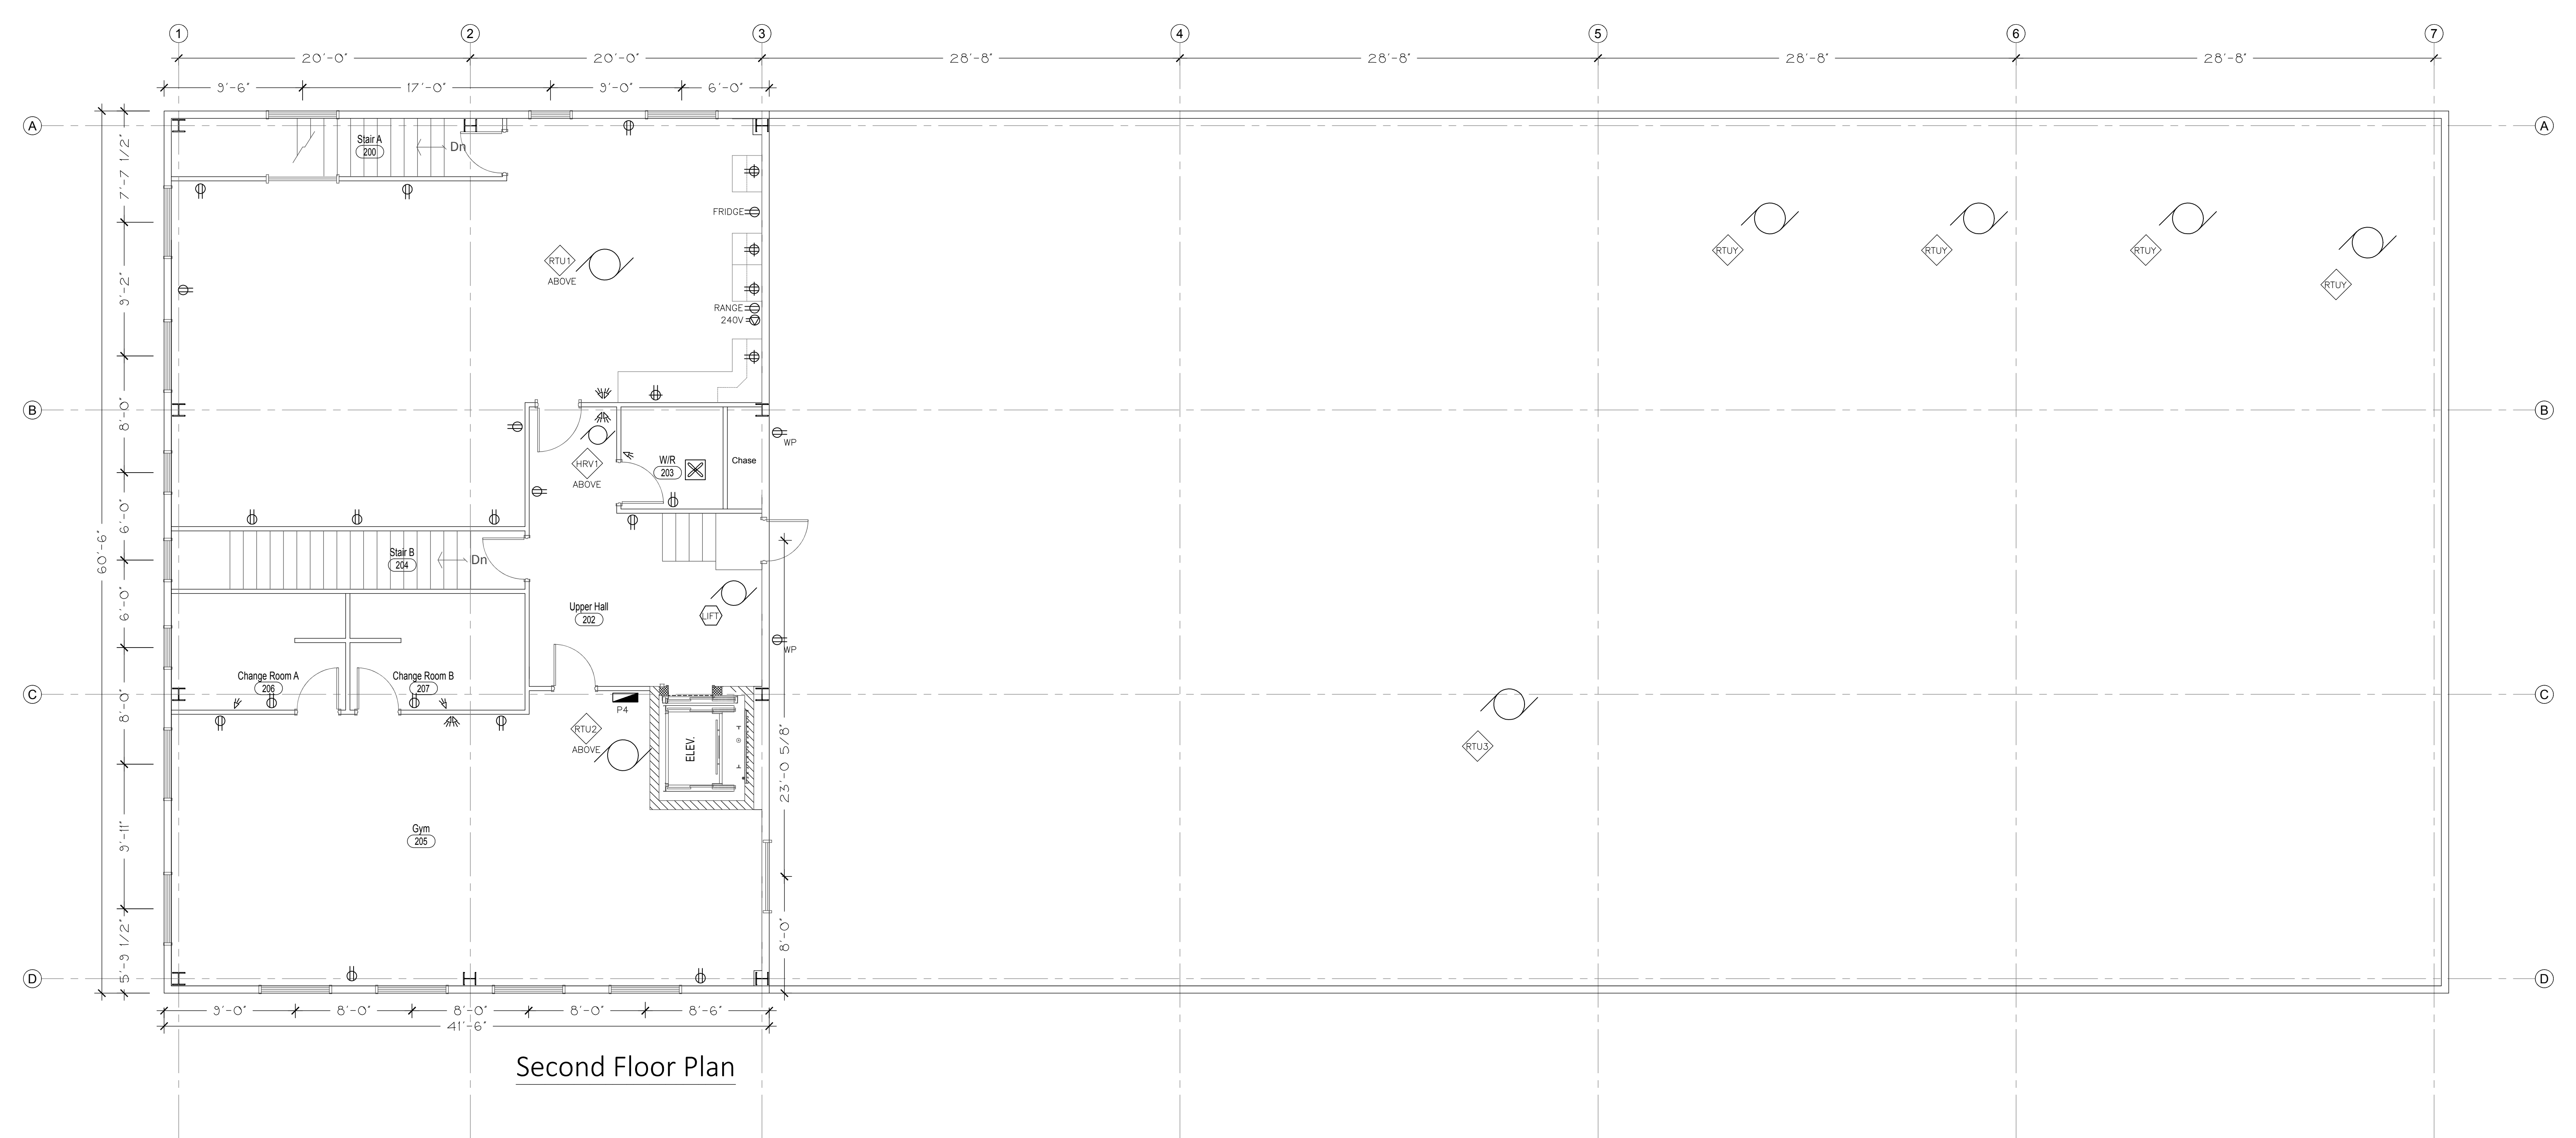 1 2 3 4 5 6 7
20'-0" 20'-0" 28'-8" 28'-8" 28'-8" 28'-8"
9'-6" 17'-0" 9'-0" 6'-0"
A A
Stair A
200
Dn
7'-7 1/2"
FRIDGE
RTUY RTUY RTUY
RTU1
ABOVE
RTUY
9'-2"
RANGE
240V
B B
8'-0"
WP
HRV1
ABOVE
W/R
203
Chase
6'-0"
60'-6"
Stair B
204
Dn
6'-0"
Upper Hall
202
LIFT
WP
Change Room A
206
Change Room B
207
C C
8'-0"
P4
RTU2
ABOVE
ELEV.
RTU3
23'-0 5/8"
9'-11"
Gym
205
8'-0"
5'-9 1/2"
D D
9'-0" 8'-0" 8'-0" 8'-0" 8'-6"
41'-6"
Second Floor Plan